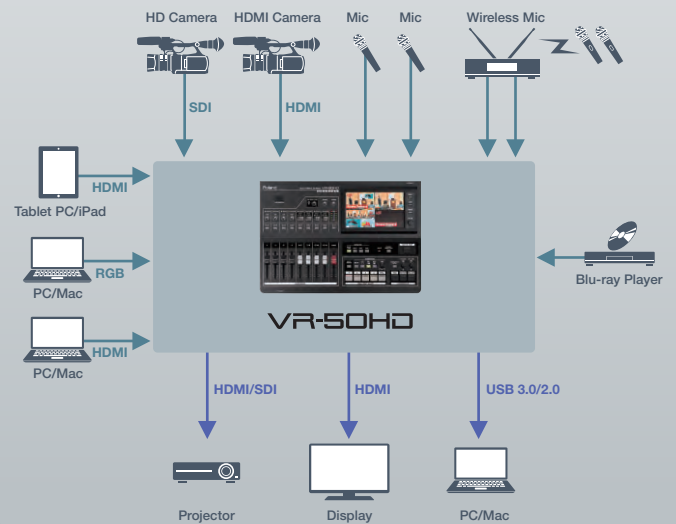 HD Camera
HDMI Camera
Mic
Mic
Wireless Mic
SDI
HDMI
HDMI
Tablet PC/iPad
RGB
PC/Mac
HDMI
PC/Mac
Blu-ray Player
Roland
VR-50HD
HDMI/SDI
HDMI
USB 3.0/2.0
Projector
Display
PC/Mac